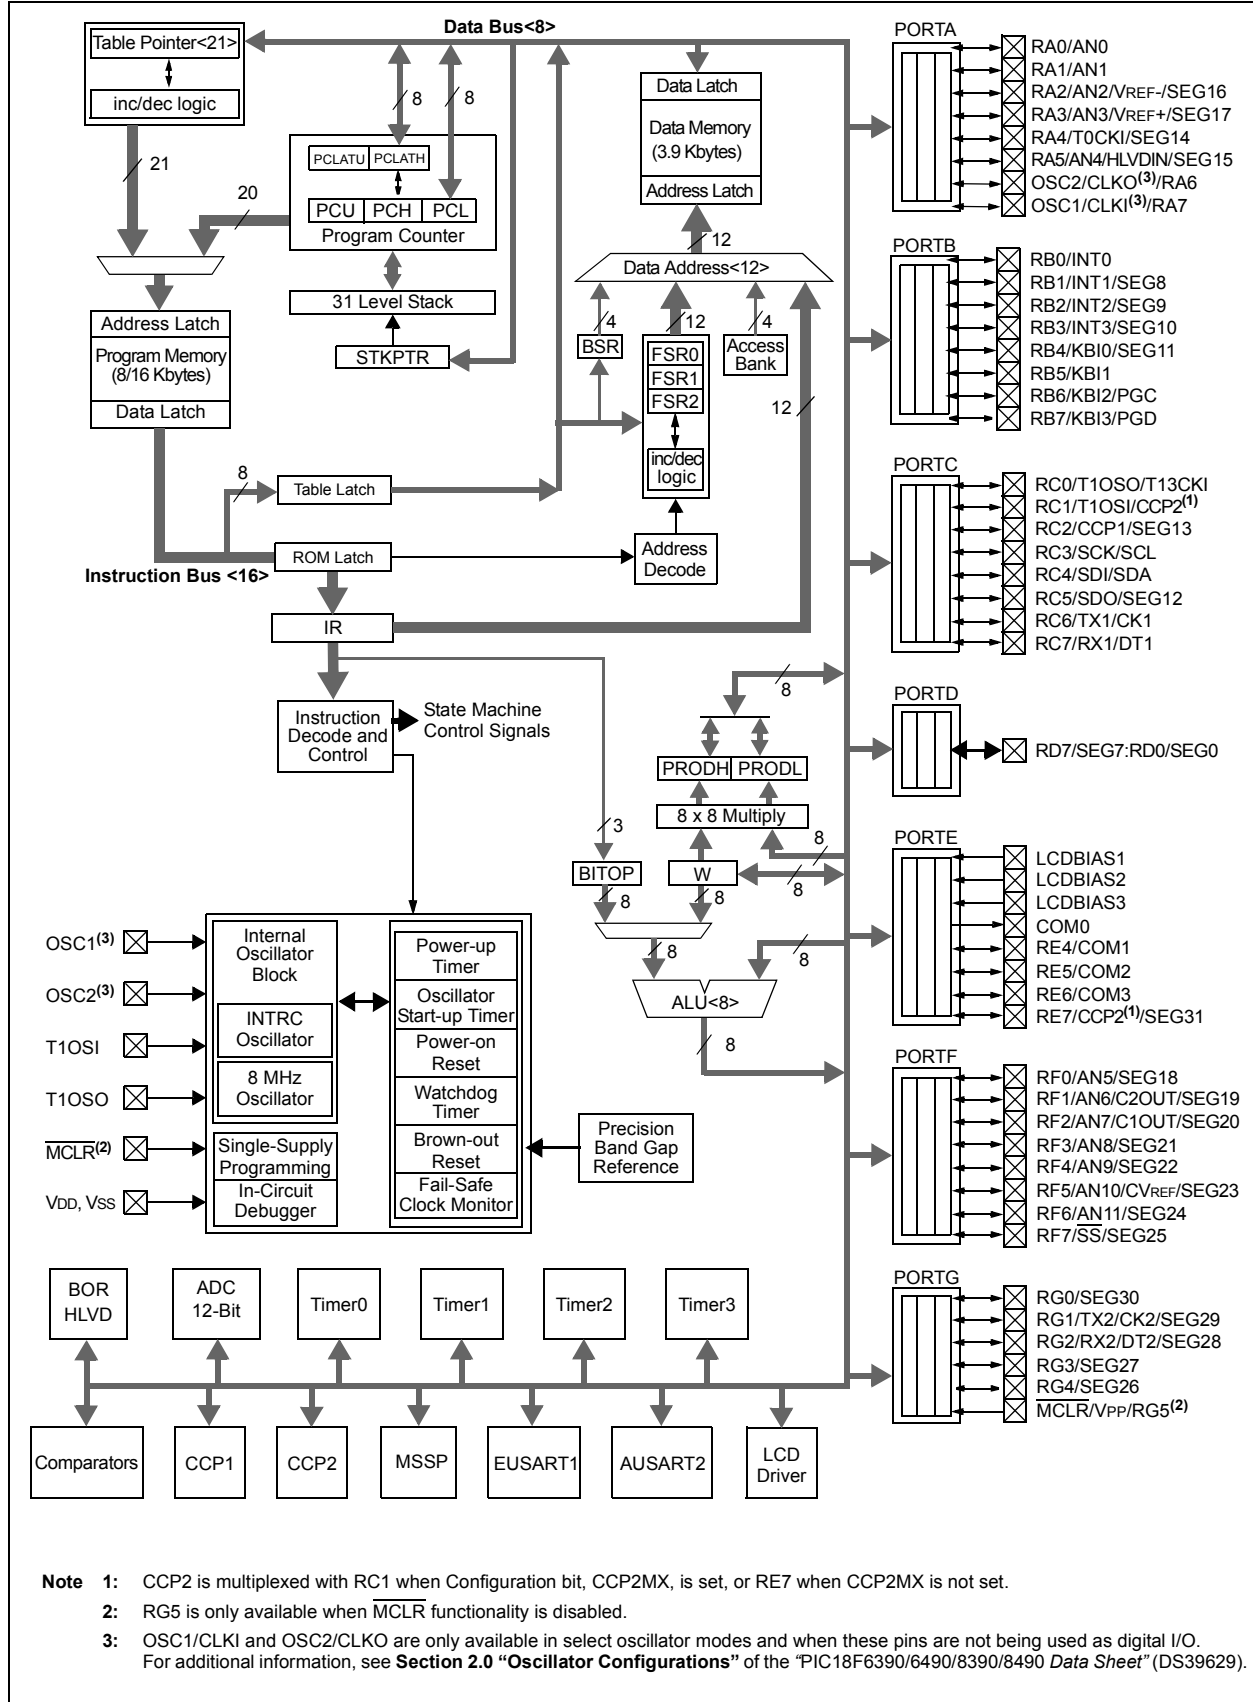 Data Bus<8>
Table Pointer<21>
inc/dec logic
21
20
8
8
PCLATU
PCLATH
PCU
PCH
PCL
Program Counter
31 Level Stack
STKPTR
Address Latch
Program Memory
(8/16 Kbytes)
Data Latch
8
Table Latch
ROM Latch
Instruction Bus <16>
IR
Data Latch
Data Memory
(3.9 Kbytes)
Address Latch
12
Data Address<12>
4
12
4
BSR
FSR0
FSR1
FSR2
inc/dec
logic
Access
Bank
12
Address
Decode
Instruction
Decode and
Control
State Machine
Control Signals
8
PRODH
PRODL
8 x 8 Multiply
3
8
BITOP
W
8
8
8
8
8
ALU<8>
8
OSC1(3)
OSC2(3)
T1OSI
T1OSO
MCLR(2)
VDD, VSS
Internal
Oscillator
Block
INTRC
Oscillator
8 MHz
Oscillator
Single-Supply
Programming
In-Circuit
Debugger
Power-up
Timer
Oscillator
Start-up Timer
Power-on
Reset
Watchdog
Timer
Brown-out
Reset
Fail-Safe
Clock Monitor
Precision
Band Gap
Reference
BOR
HLVD
ADC
12-Bit
Timer0
Timer1
Timer2
Timer3
Comparators
CCP1
CCP2
MSSP
EUSART1
AUSART2
LCD
Driver
PORTA
RA0/AN0
RA1/AN1
RA2/AN2/VREF-/SEG16
RA3/AN3/VREF+/SEG17
RA4/T0CKI/SEG14
RA5/AN4/HLVDIN/SEG15
OSC2/CLKO(3)/RA6
OSC1/CLKI(3)/RA7
PORTB
RB0/INT0
RB1/INT1/SEG8
RB2/INT2/SEG9
RB3/INT3/SEG10
RB4/KBI0/SEG11
RB5/KBI1
RB6/KBI2/PGC
RB7/KBI3/PGD
PORTC
RC0/T1OSO/T13CKI
RC1/T1OSI/CCP2(1)
RC2/CCP1/SEG13
RC3/SCK/SCL
RC4/SDI/SDA
RC5/SDO/SEG12
RC6/TX1/CK1
RC7/RX1/DT1
PORTD
RD7/SEG7:RD0/SEG0
PORTE
LCDBIAS1
LCDBIAS2
LCDBIAS3
COM0
RE4/COM1
RE5/COM2
RE6/COM3
RE7/CCP2(1)/SEG31
PORTF
RF0/AN5/SEG18
RF1/AN6/C2OUT/SEG19
RF2/AN7/C1OUT/SEG20
RF3/AN8/SEG21
RF4/AN9/SEG22
RF5/AN10/CVREF/SEG23
RF6/AN11/SEG24
RF7/SS/SEG25
PORTG
RG0/SEG30
RG1/TX2/CK2/SEG29
RG2/RX2/DT2/SEG28
RG3/SEG27
RG4/SEG26
MCLR/VPP/RG5(2)
Note 1: CCP2 is multiplexed with RC1 when Configuration bit, CCP2MX, is set, or RE7 when CCP2MX is not set.
2: RG5 is only available when MCLR functionality is disabled.
3: OSC1/CLKI and OSC2/CLKO are only available in select oscillator modes and when these pins are not being used as digital I/O.
For additional information, see Section 2.0 "Oscillator Configurations" of the "PIC18F6390/6490/8390/8490 Data Sheet" (DS39629).